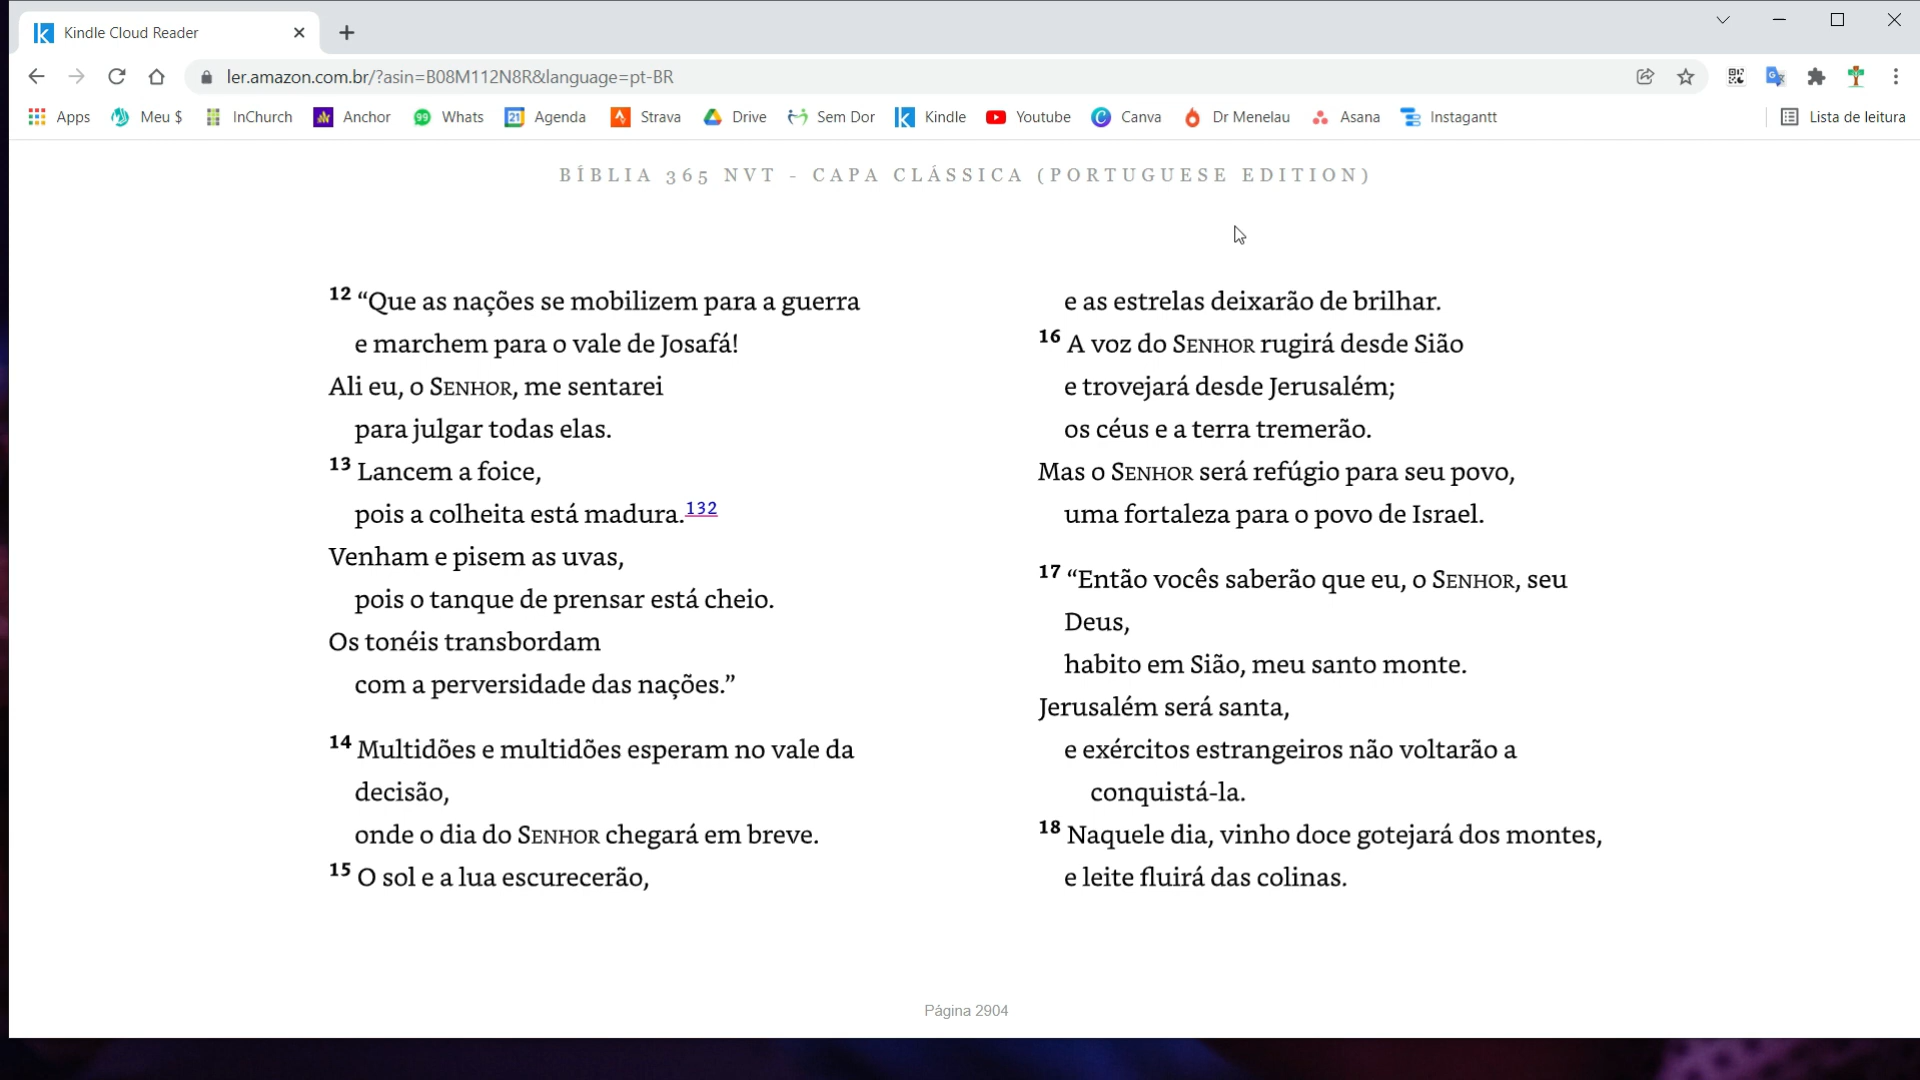 Kindle Cloud Reader
ler.amazon.com.br/?asin=B08M112N8R&language=pt-BR
Apps Meu $ InChurch Anchor 99 Whats 21 Agenda Strava Drive Sem Dor Kindle Youtube Canva Dr Menelau Asana Instagantt Lista de leitura
BÍBLIA 365 NVT - CAPA CLÁSSICA (PORTUGUESE EDITION)
12 “Que as nações se mobilizem para a guerra
e marchem para o vale de Josafá!
Ali eu, o SENHOR, me sentarei
para julgar todas elas.
13 Lancem a foice,
pois a colheita está madura.132
Venham e pisem as uvas,
pois o tanque de prensar está cheio.
Os tonéis transbordam
com a perversidade das nações.”
14 Multidões e multidões esperam no vale da
decisão,
onde o dia do SENHOR chegará em breve.
15 O sol e a lua escurecerão,
e as estrelas deixarão de brilhar.
16 A voz do SENHOR rugirá desde Sião
e trovejará desde Jerusalém;
os céus e a terra tremerão.
Mas o SENHOR será refúgio para seu povo,
uma fortaleza para o povo de Israel.
17 “Então vocês saberão que eu, o SENHOR, seu
Deus,
habito em Sião, meu santo monte.
Jerusalém será santa,
e exércitos estrangeiros não voltarão a
conquistá-la.
18 Naquele dia, vinho doce gotejará dos montes,
e leite fluirá das colinas.
Página 2904